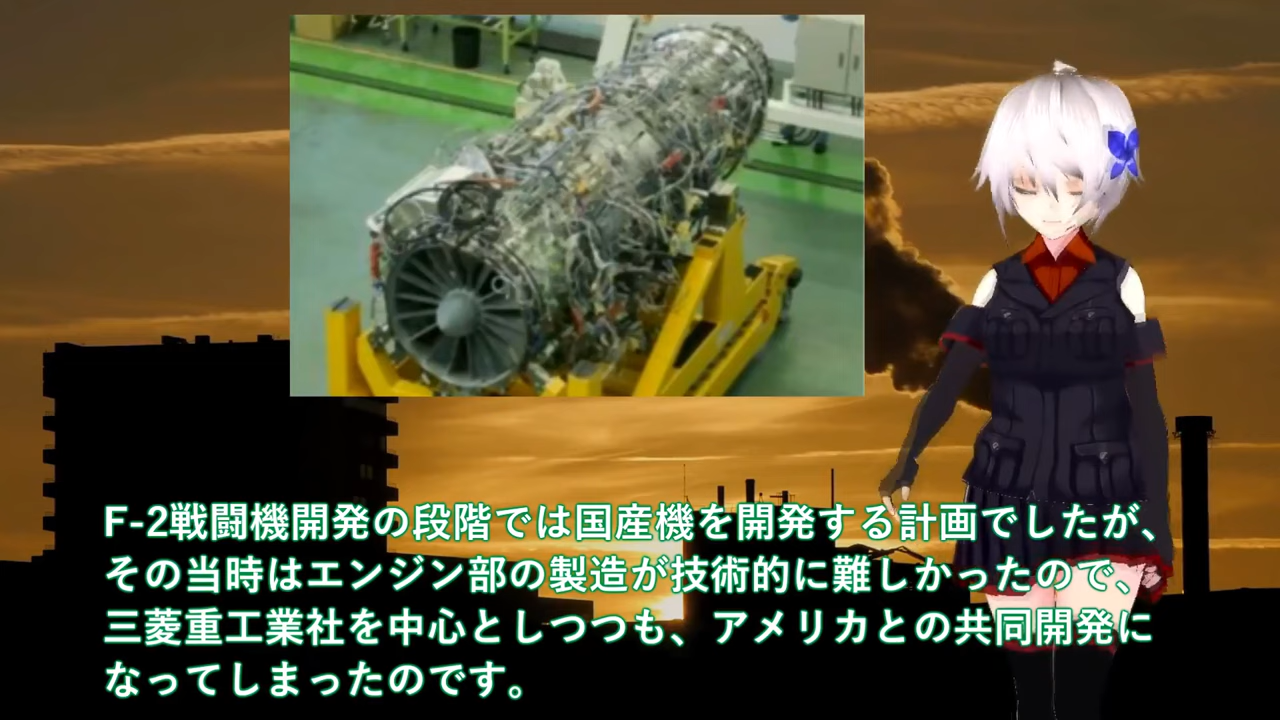 F-2戦闘機開発の段階では国産機を開発する計画でしたが、
その当時はエンジン部の製造が技術的に難しかったので、
三菱重工業社を中心としつつも、アメリカとの共同開発に
なってしまったのです。